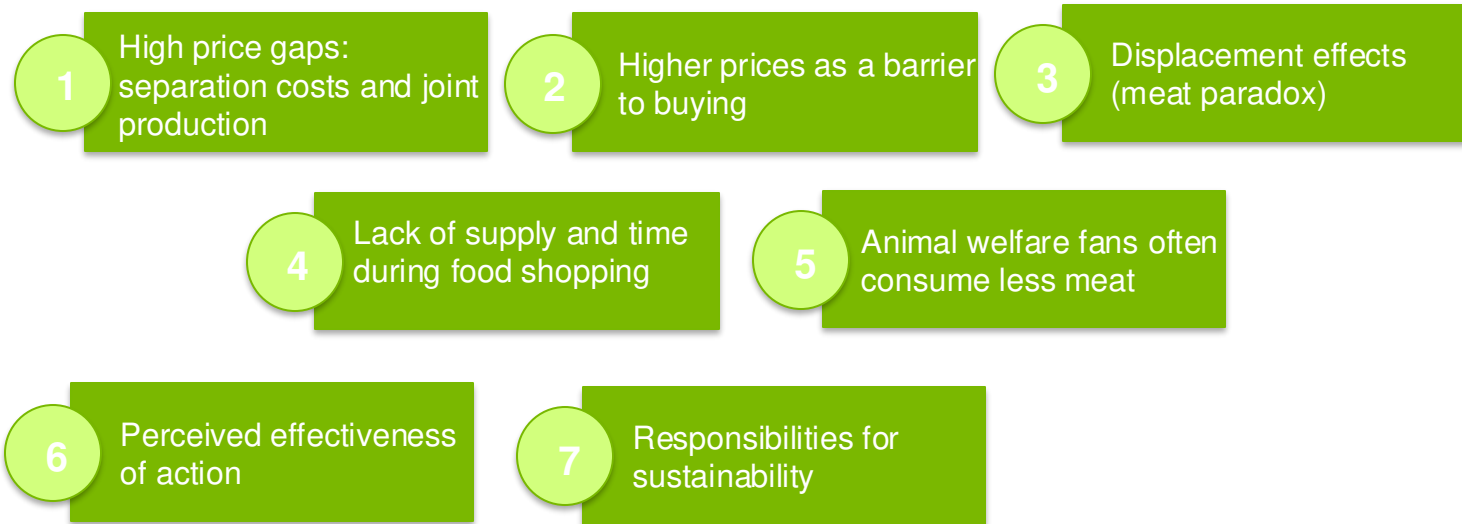 1
High price gaps:
separation costs and joint
production
2
Higher prices as a barrier
to buying
3
Displacement effects
(meat paradox)
4
Lack of supply and time
during food shopping
5
Animal welfare fans often
consume less meat
6
Perceived effectiveness
of action
7
Responsibilities for
sustainability